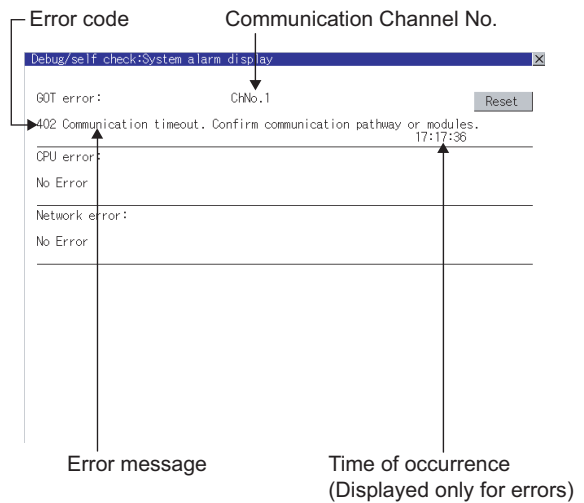 Error code
Communication Channel No.
Debug/self check:System alarm display
GOT error: ChNo.1 Reset
402 Communication timeout. Confirm communication pathway or modules.
17:17:36
CPU error:
No Error
Network error:
No Error
Error message
Time of occurrence
(Displayed only for errors)